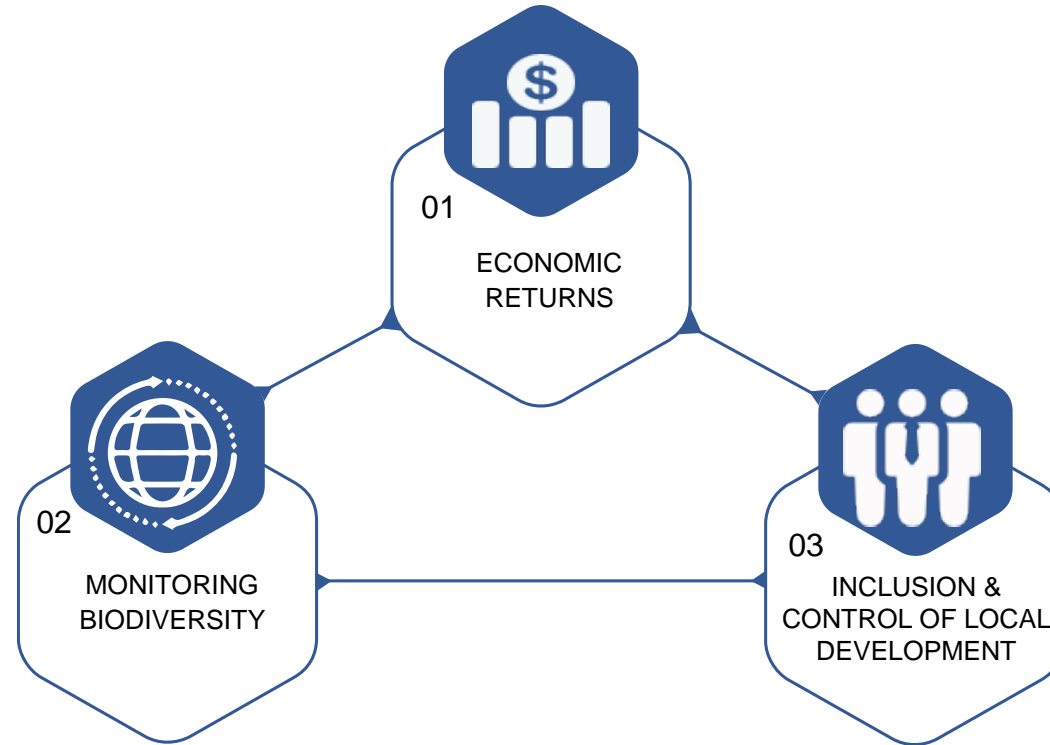 $
01
ECONOMIC
RETURNS
02
MONITORING
BIODIVERSITY
03
INCLUSION &
CONTROL OF LOCAL
DEVELOPMENT